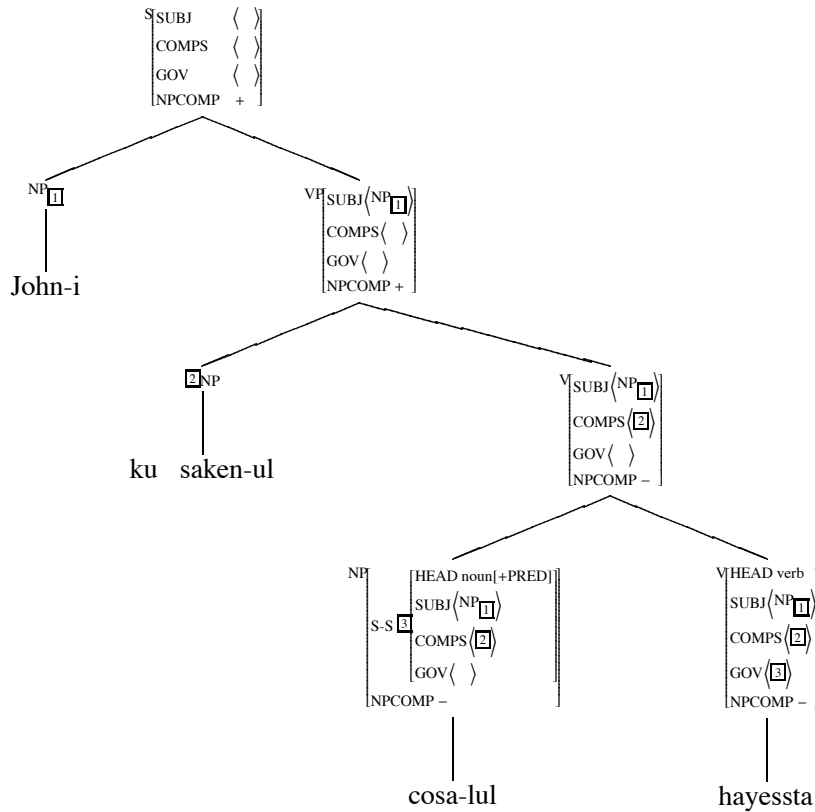 S[SUBJ ⟨ ⟩
COMPS ⟨ ⟩
GOV ⟨ ⟩
NPCOMP +]
NP[1]
VP[SUBJ⟨NP[1]⟩
COMPS⟨ ⟩
GOV⟨ ⟩
NPCOMP +]
John-i
[2]NP
V[SUBJ⟨NP[1]⟩
COMPS⟨[2]⟩
GOV⟨ ⟩
NPCOMP −]
ku saken-ul
NP[S-S [3][HEAD noun[+PRED]
SUBJ⟨NP[1]⟩
COMPS⟨[2]⟩
GOV⟨ ⟩]
NPCOMP −]
V[HEAD verb
SUBJ⟨NP[1]⟩
COMPS⟨[2]⟩
GOV⟨[3]⟩
NPCOMP −]
cosa-lul
hayessta